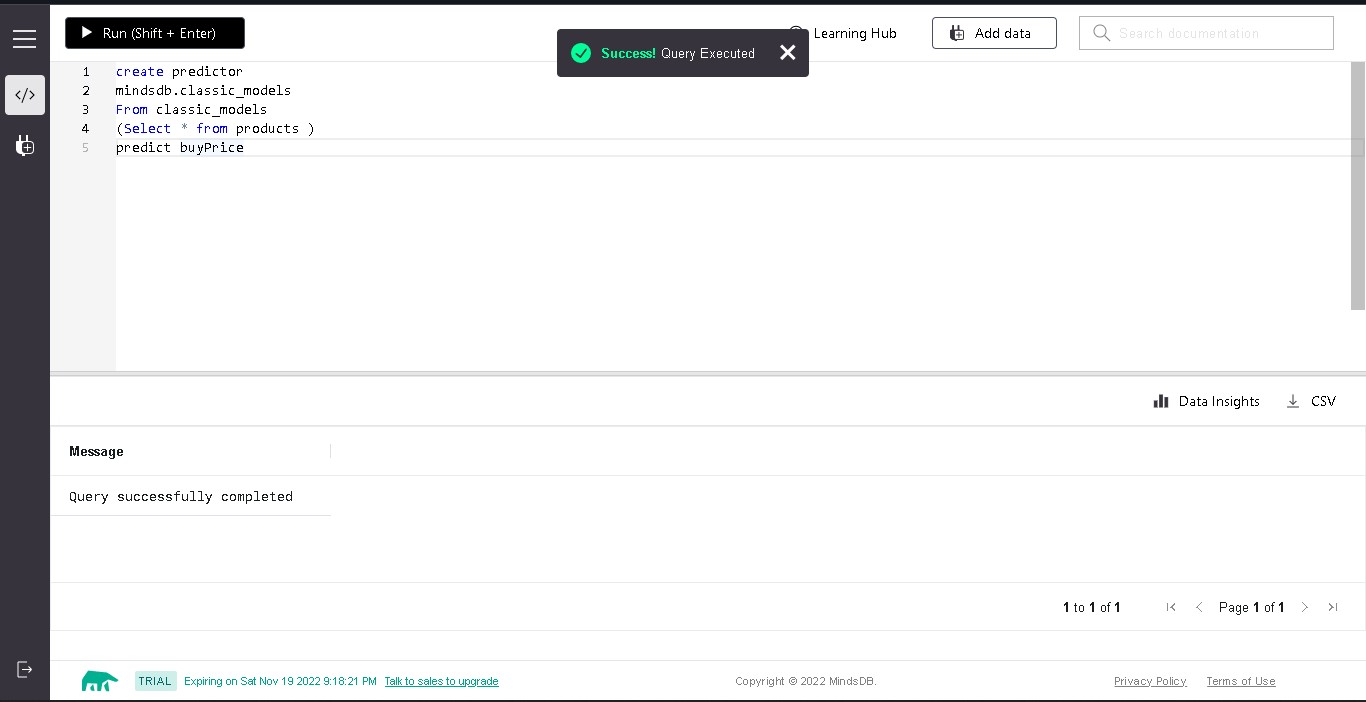 Run (Shift + Enter)
Success! Query Executed
Learning Hub
Add data
Search documentation
1 create predictor
2 mindsdb.classic_models
3 From classic_models
4 (Select * from products )
5 predict buyPrice
Data Insights
CSV
Message
Query successfully completed
1 to 1 of 1
Page 1 of 1
TRIAL Expiring on Sat Nov 19 2022 9:18:21 PM Talk to sales to upgrade
Copyright © 2022 MindsDB.
Privacy Policy
Terms of Use